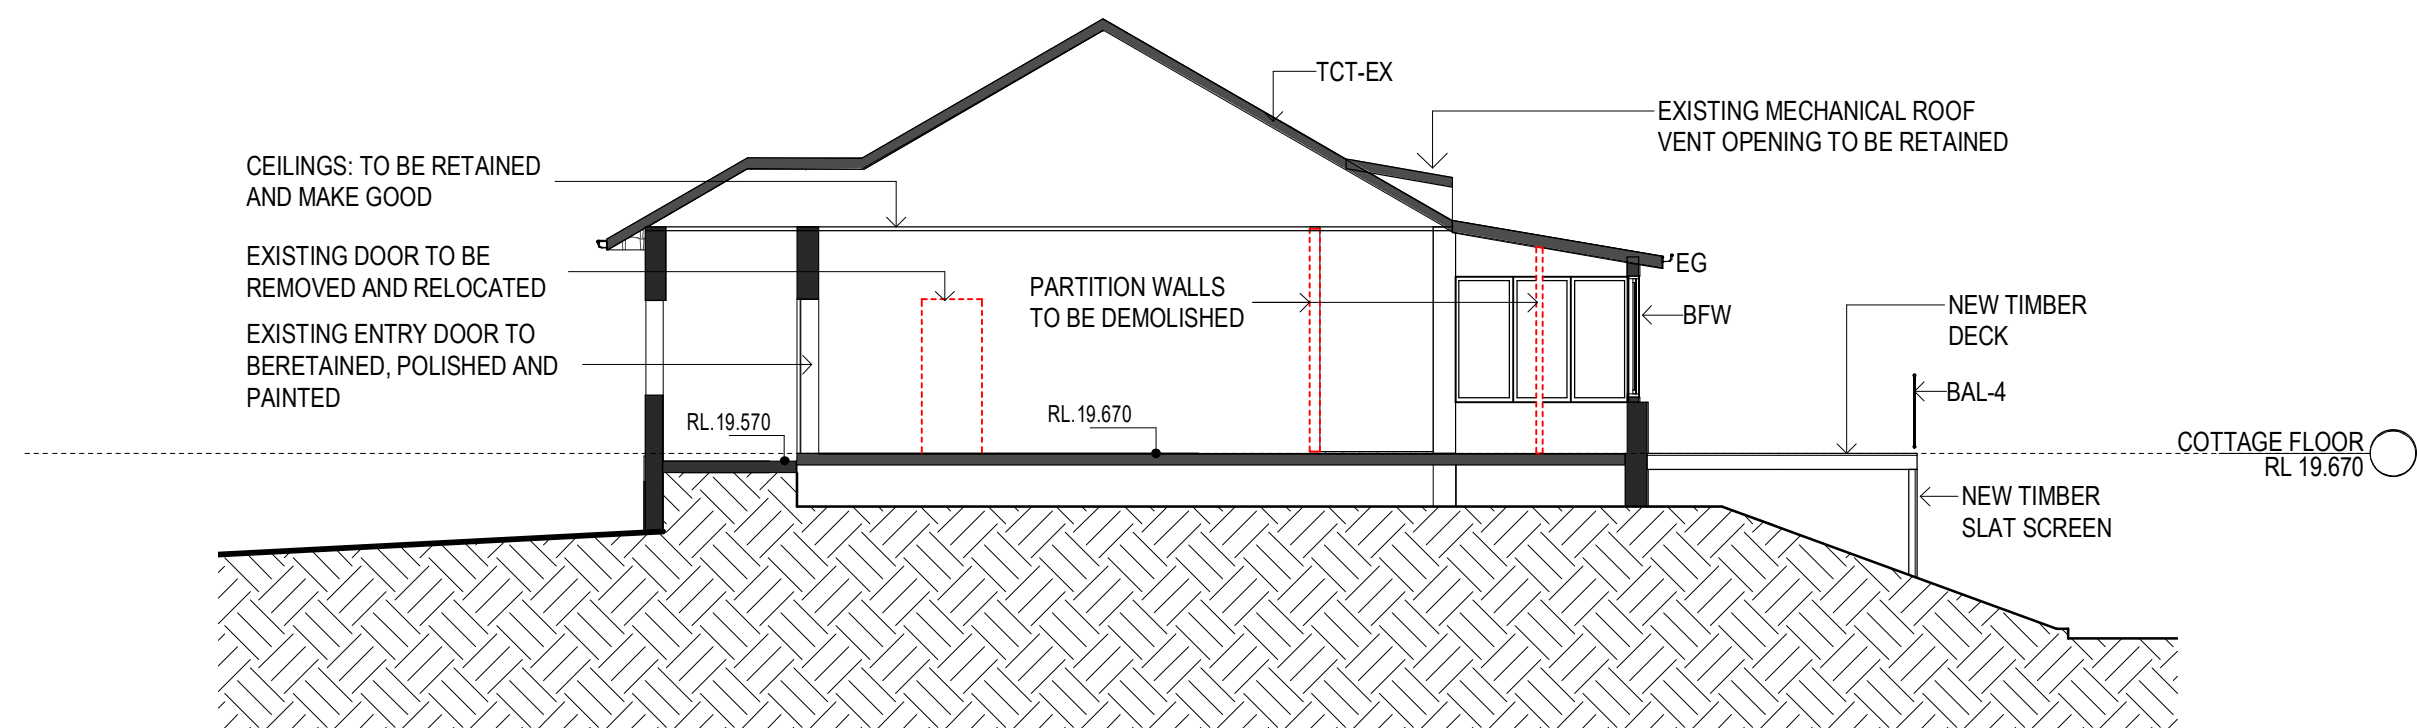 TCT-EX
EXISTING MECHANICAL ROOF
VENT OPENING TO BE RETAINED
CEILINGS: TO BE RETAINED
AND MAKE GOOD
EXISTING DOOR TO BE
REMOVED AND RELOCATED
EXISTING ENTRY DOOR TO
BERETAINED, POLISHED AND
PAINTED
PARTITION WALLS
TO BE DEMOLISHED
EG
BFW
NEW TIMBER
DECK
BAL-4
RL.19.570
RL.19.670
COTTAGE FLOOR
RL 19.670
NEW TIMBER
SLAT SCREEN